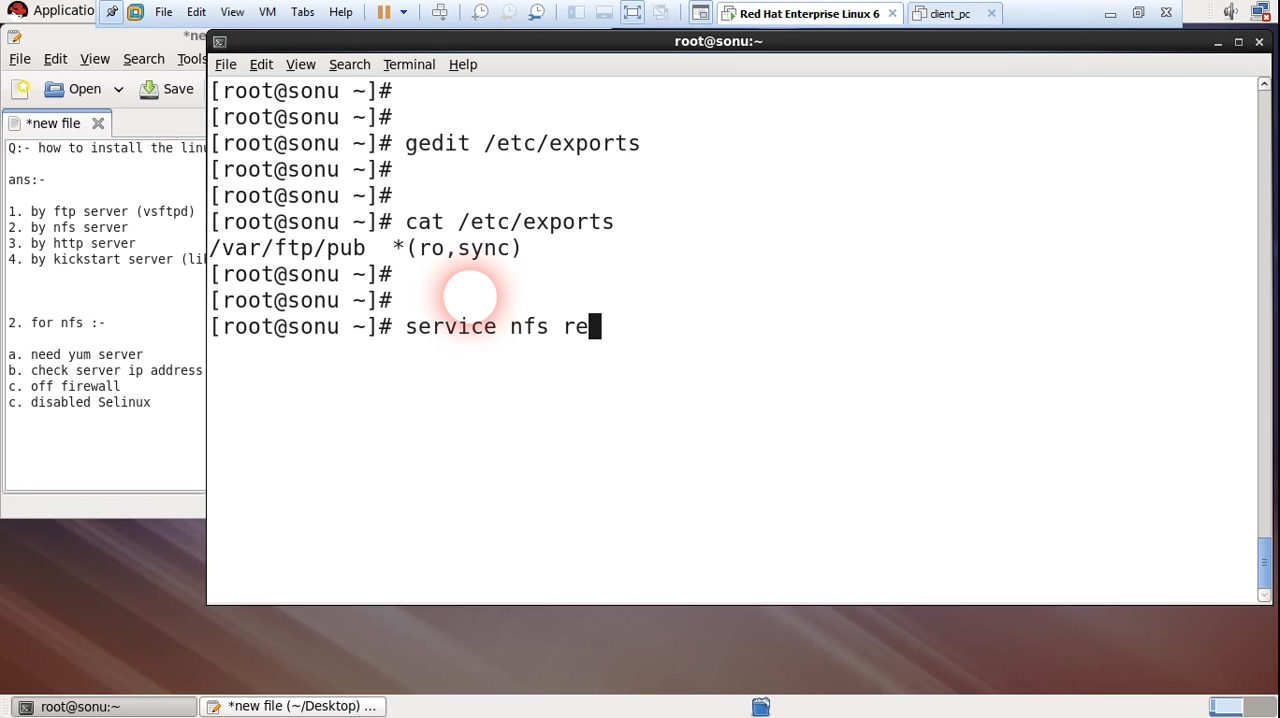 Applicatio File Edit View VM Tabs Help Red Hat Enterprise Linux 6 client_pc
*ne
File Edit View Search Tools
Open Save
*new file
Q:- how to install the linu
ans:-
1. by ftp server (vsftpd)
2. by nfs server
3. by http server
4. by kickstart server (li
2. for nfs :-
a. need yum server
b. check server ip address
c. off firewall
c. disabled Selinux
root@sonu:~
File Edit View Search Terminal Help
[root@sonu ~]#
[root@sonu ~]#
[root@sonu ~]# gedit /etc/exports
[root@sonu ~]#
[root@sonu ~]#
[root@sonu ~]# cat /etc/exports
/var/ftp/pub *(ro,sync)
[root@sonu ~]#
[root@sonu ~]#
[root@sonu ~]# service nfs re
root@sonu:~ *new file (~/Desktop) ...